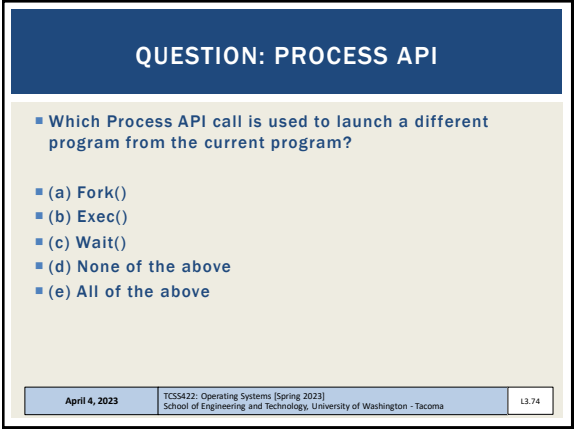 QUESTION: PROCESS API
Which Process API call is used to launch a different
program from the current program?
(a) Fork()
(b) Exec()
(c) Wait()
(d) None of the above
(e) All of the above
April 4, 2023
TCSS422: Operating Systems [Spring 2023]
School of Engineering and Technology, University of Washington - Tacoma
L3.74